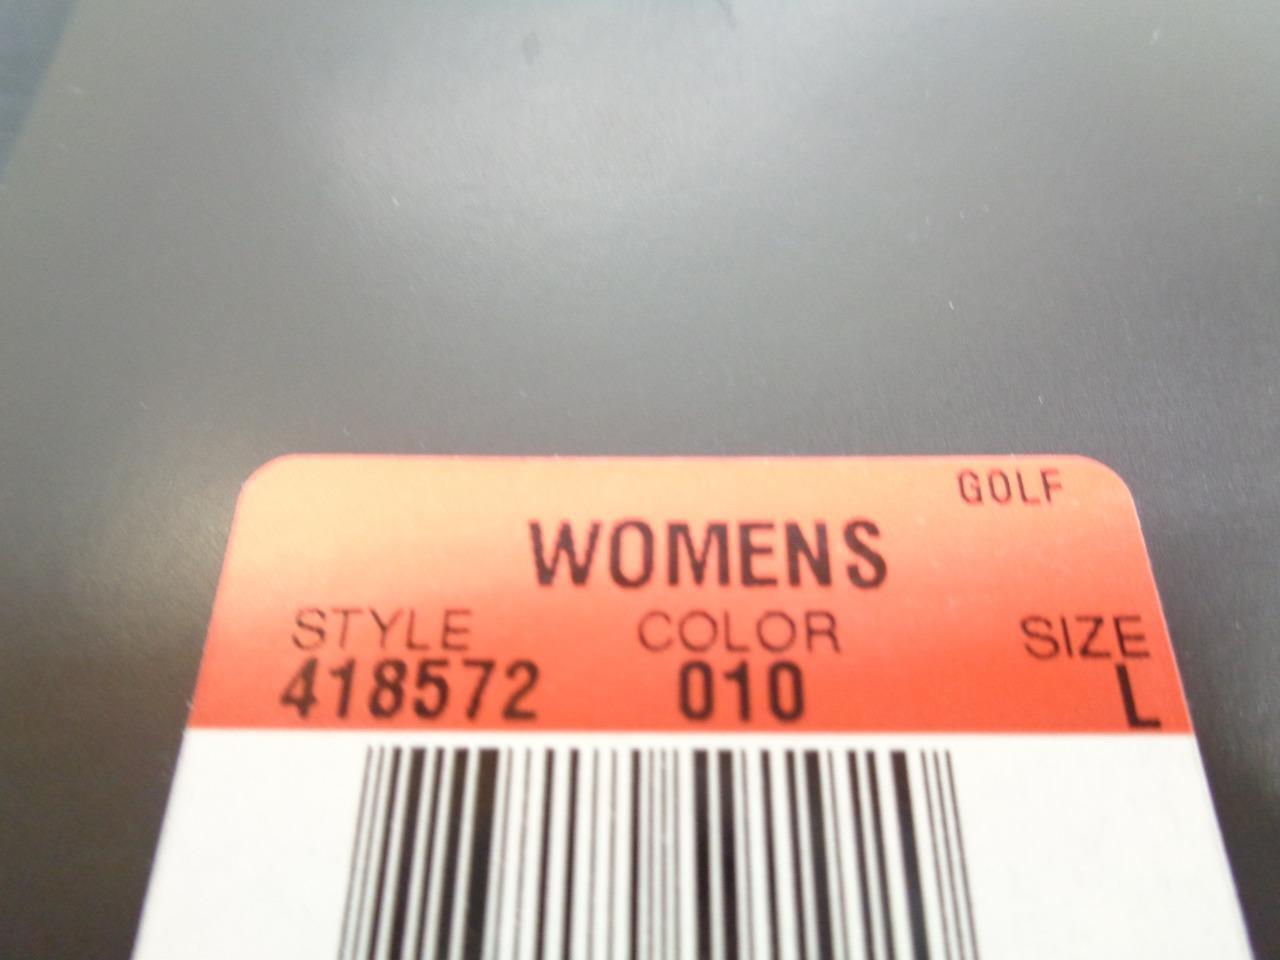 GOLF
WOMENS
STYLE COLOR SIZE
418572 010 L